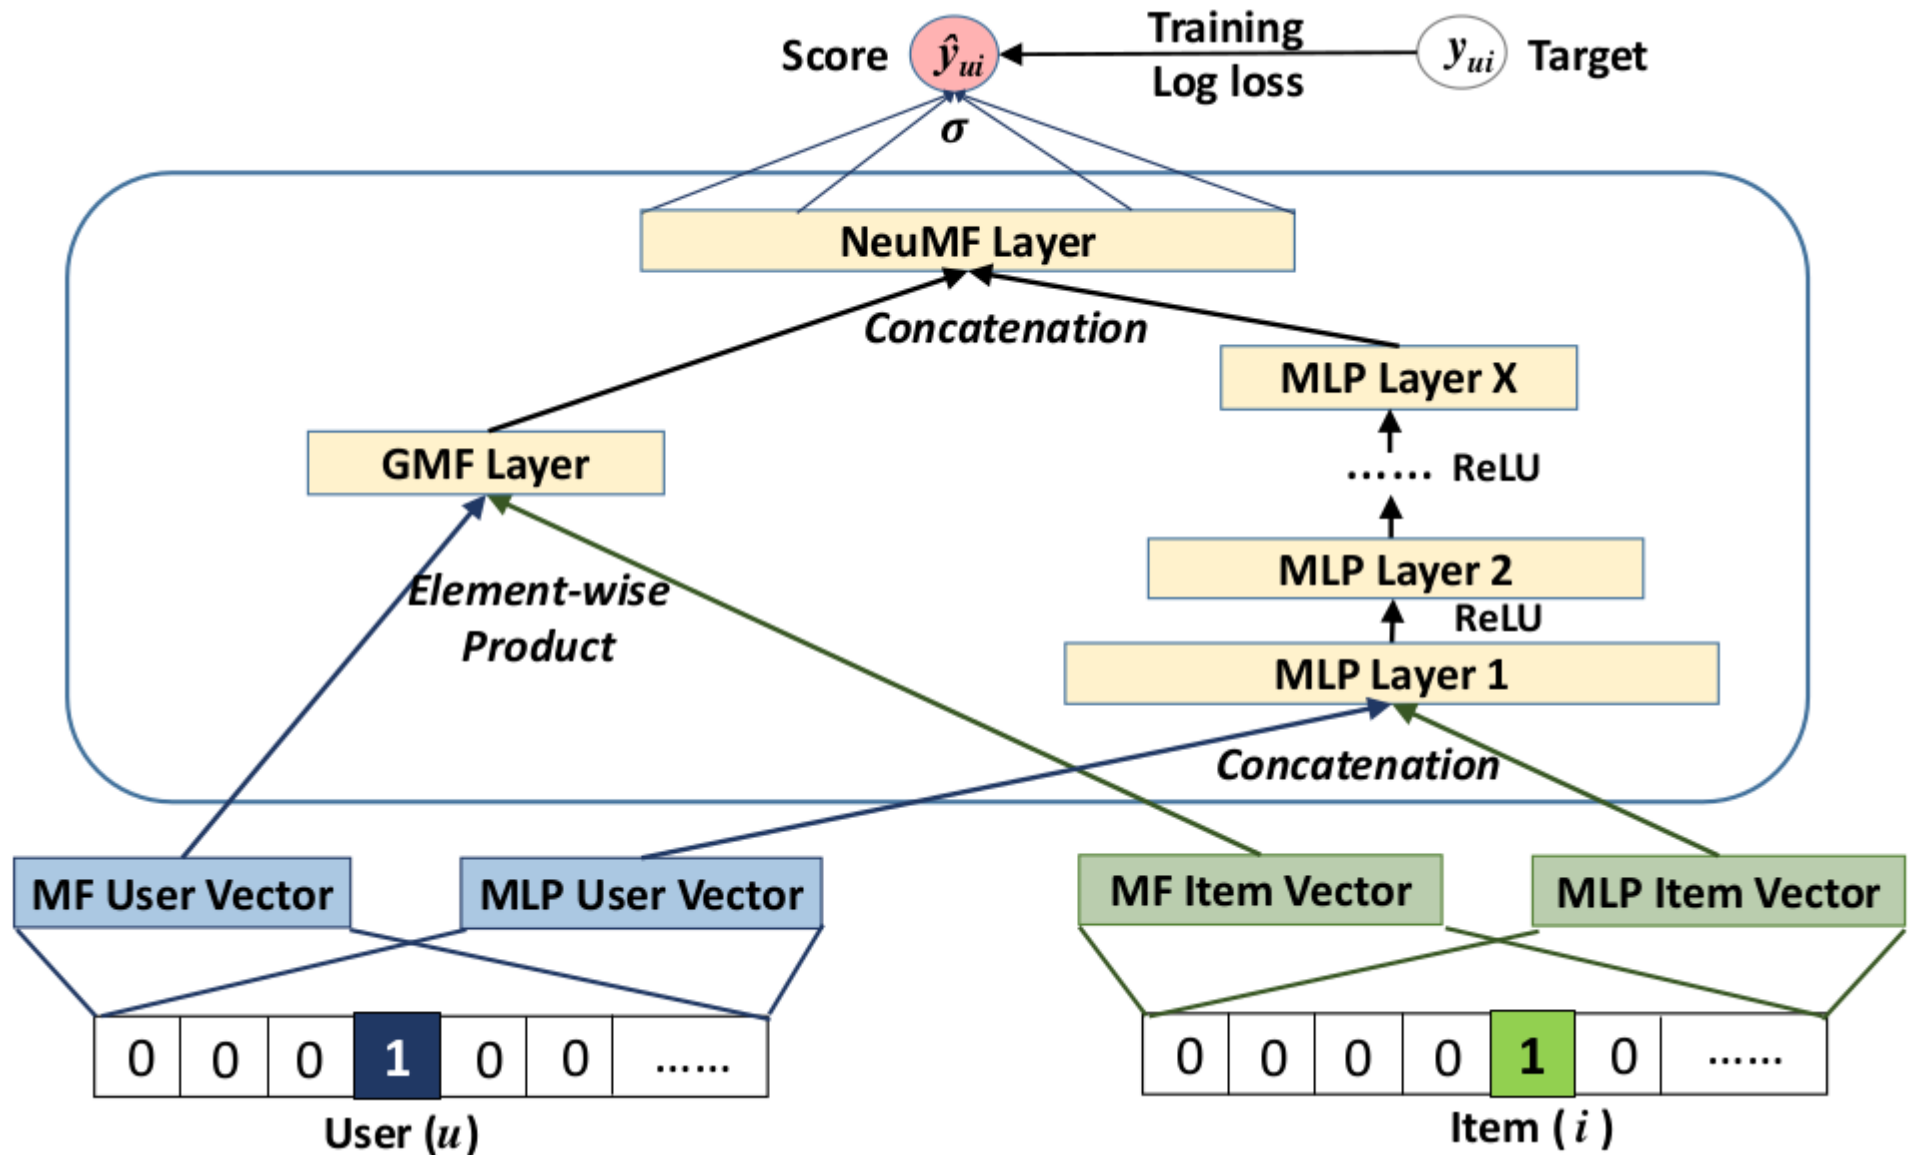 Score ŷui Training yui Target
Log loss
σ
NeuMF Layer
Concatenation
MLP Layer X
GMF Layer
...... ReLU
Element-wise
Product
MLP Layer 2
ReLU
MLP Layer 1
Concatenation
MF User Vector MLP User Vector MF Item Vector MLP Item Vector
0 0 0 1 0 0 ...... 0 0 0 0 1 0 ......
User (u) Item ( i )